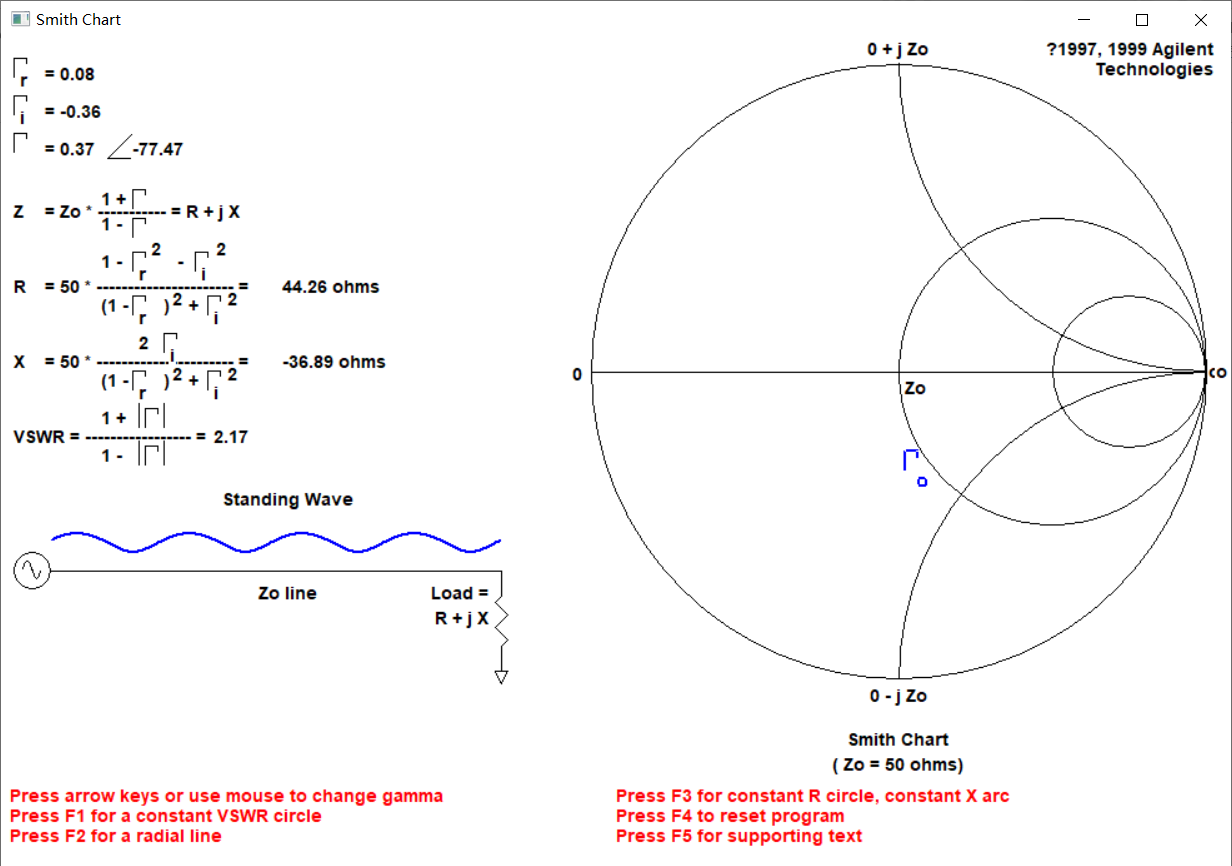 Smith Chart
Γr = 0.08
Γi = -0.36
Γ = 0.37 ∠-77.47
Z = Zo * (1 + Γ) / (1 - Γ) = R + j X
R = 50 * (1 - Γr² - Γi²) / ((1 - Γr)² + Γi²) = 44.26 ohms
X = 50 * (2 Γi) / ((1 - Γr)² + Γi²) = -36.89 ohms
VSWR = (1 + |Γ|) / (1 - |Γ|) = 2.17
Standing Wave
Zo line
Load =
R + j X
0 + j Zo
?1997, 1999 Agilent
Technologies
0
Zo
oo
Γo
0 - j Zo
Smith Chart
( Zo = 50 ohms)
Press arrow keys or use mouse to change gamma
Press F1 for a constant VSWR circle
Press F2 for a radial line
Press F3 for constant R circle, constant X arc
Press F4 to reset program
Press F5 for supporting text